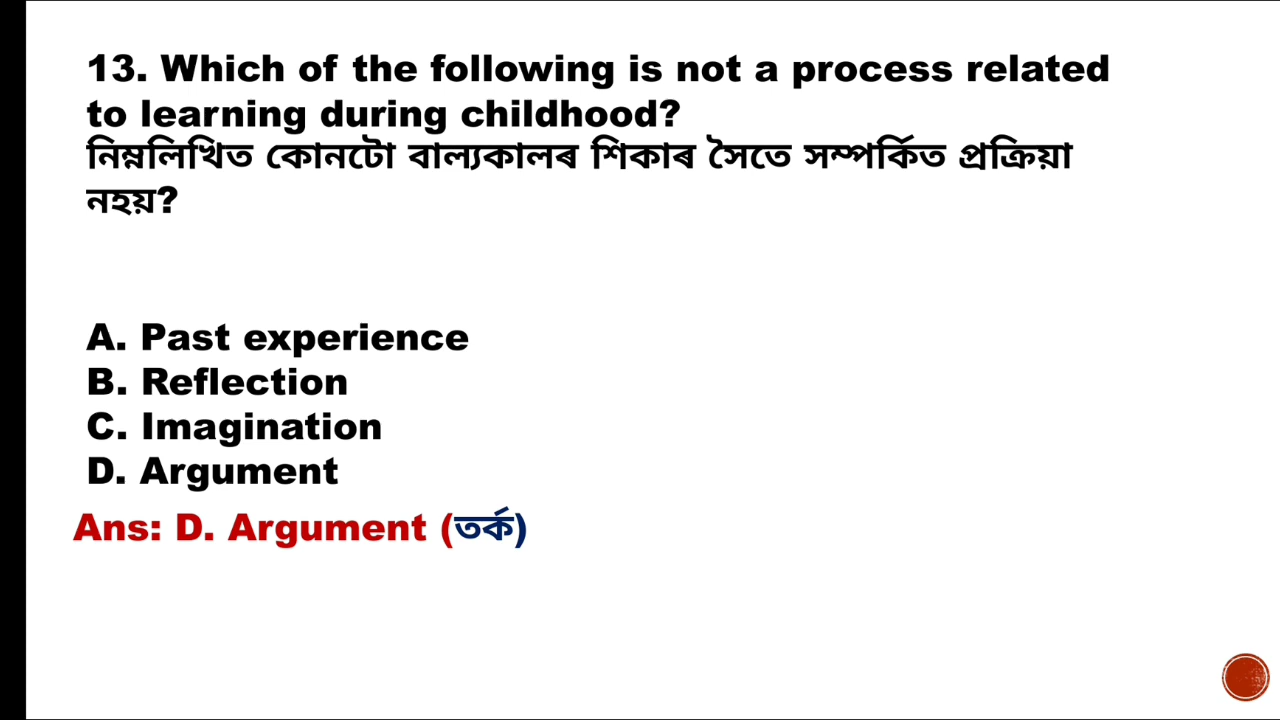 13. Which of the following is not a process related
to learning during childhood?
নিম্নলিখিত কোনটো বাল্যকালৰ শিকাৰ সৈতে সম্পৰ্কিত প্ৰক্ৰিয়া
নহয়?
A. Past experience
B. Reflection
C. Imagination
D. Argument
Ans: D. Argument (তৰ্ক)